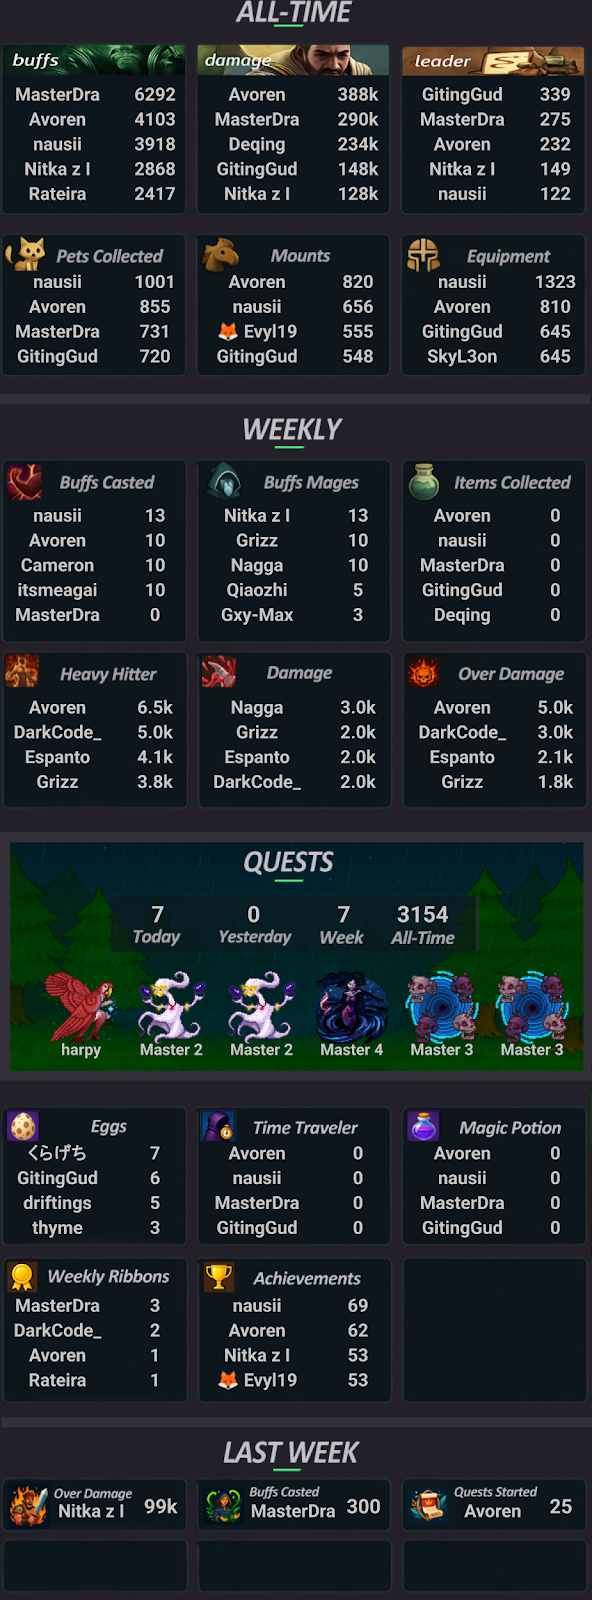 ALL-TIME
buffs
MasterDra 6292
Avoren 4103
nausii 3918
Nitka z l 2868
Rateira 2417
damage
Avoren 388k
MasterDra 290k
Deqing 234k
GitingGud 148k
Nitka z l 128k
leader
GitingGud 339
MasterDra 275
Avoren 232
Nitka z l 149
nausii 122
Pets Collected
nausii 1001
Avoren 855
MasterDra 731
GitingGud 720
Mounts
Avoren 820
nausii 656
🦊 Evyl19 555
GitingGud 548
Equipment
nausii 1323
Avoren 810
GitingGud 645
SkyL3on 645
WEEKLY
Buffs Casted
nausii 13
Avoren 10
Cameron 10
itsmeagai 10
MasterDra 0
Buffs Mages
Nitka z l 13
Grizz 10
Nagga 10
Qiaozhi 5
Gxy-Max 3
Items Collected
Avoren 0
nausii 0
MasterDra 0
GitingGud 0
Deqing 0
Heavy Hitter
Avoren 6.5k
DarkCode_ 5.0k
Espanto 4.1k
Grizz 3.8k
Damage
Nagga 3.0k
Grizz 2.0k
Espanto 2.0k
DarkCode_ 2.0k
Over Damage
Avoren 5.0k
DarkCode_ 3.0k
Espanto 2.1k
Grizz 1.8k
QUESTS
7 0 7 3154
Today Yesterday Week All-Time
harpy Master 2 Master 2 Master 4 Master 3 Master 3
Eggs
くらげち 7
GitingGud 6
driftings 5
thyme 3
Time Traveler
Avoren 0
nausii 0
MasterDra 0
GitingGud 0
Magic Potion
Avoren 0
nausii 0
MasterDra 0
GitingGud 0
Weekly Ribbons
MasterDra 3
DarkCode_ 2
Avoren 1
Rateira 1
Achievements
nausii 69
Avoren 62
Nitka z l 53
🦊 Evyl19 53
LAST WEEK
Over Damage
Nitka z l 99k
Buffs Casted
MasterDra 300
Quests Started
Avoren 25